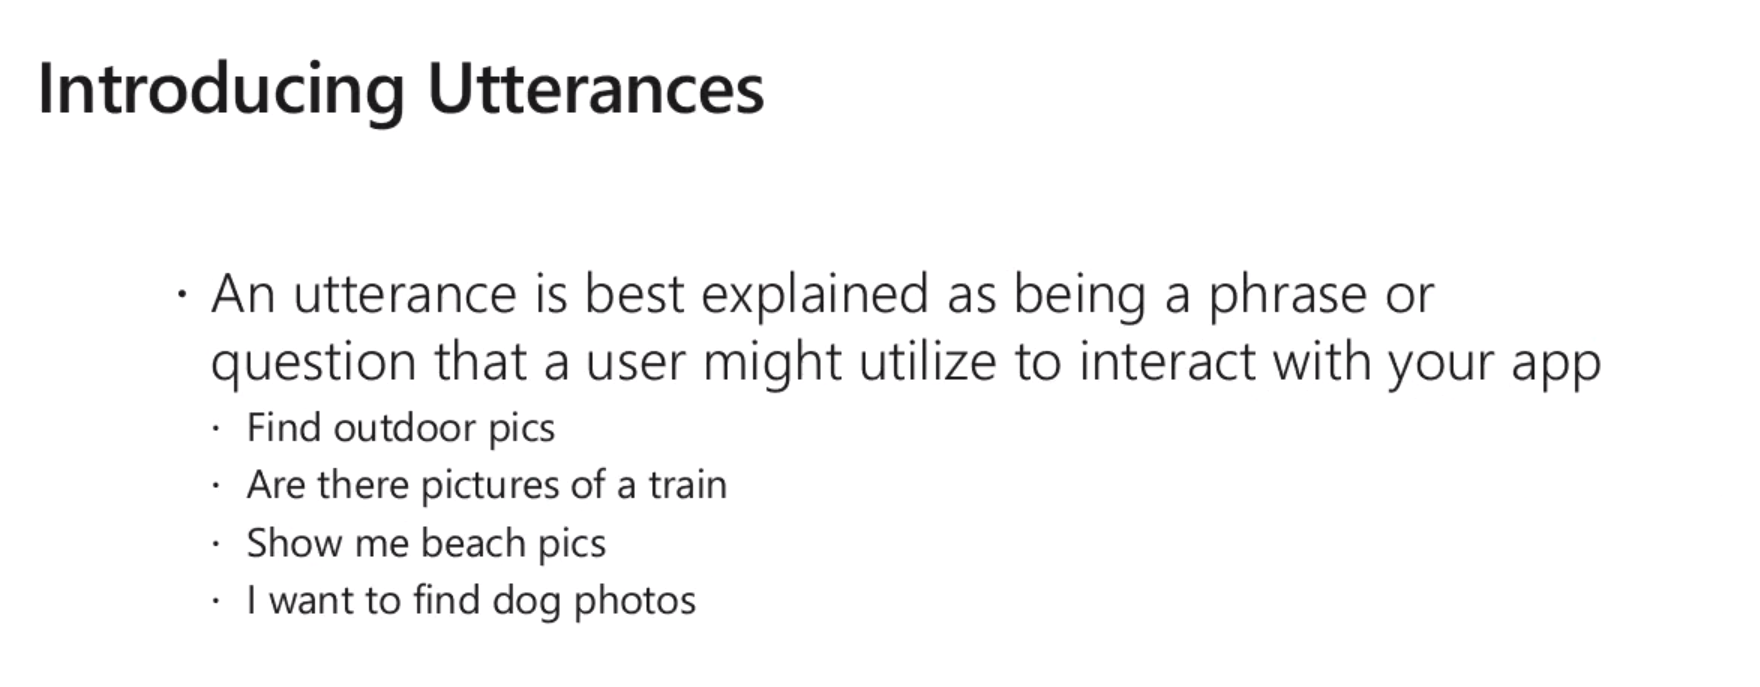 Introducing Utterances
· An utterance is best explained as being a phrase or
question that a user might utilize to interact with your app
· Find outdoor pics
· Are there pictures of a train
· Show me beach pics
· I want to find dog photos